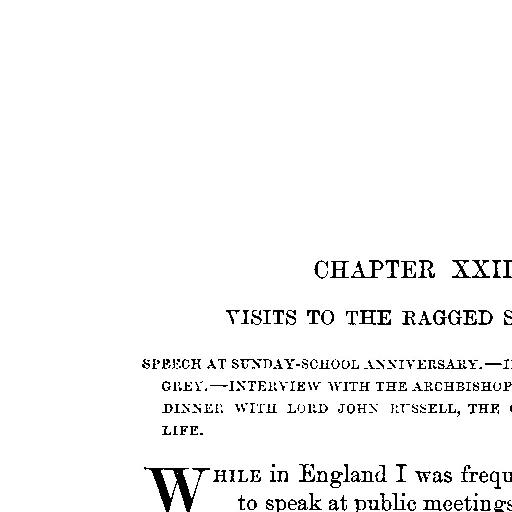 CHAPTER XXII
VISITS TO THE RAGGED S
SPEECH AT SUNDAY-SCHOOL ANNIVERSARY.—I
GREY.—INTERVIEW WITH THE ARCHBISHOP
DINNER WITH LORD JOHN RUSSELL, THE
LIFE.
WHILE in England I was frequ
to speak at public meetings